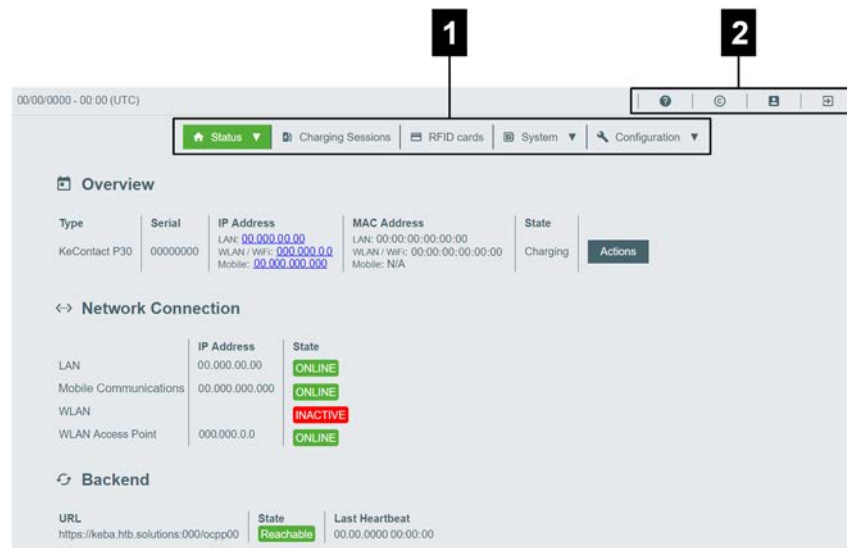 1
2
00/00/0000 - 00:00 (UTC)
Status
Charging Sessions
RFID cards
System
Configuration
Overview
Type Serial IP Address MAC Address State
LAN: 00.000.00.00 LAN: 00:00:00:00:00:00
KeContact P30 00000000 WLAN / WiFi: 000.000.0.0 WLAN / WiFi: 00:00:00:00:00:00 Charging Actions
Mobile: 00.000.000.000 Mobile: N/A
Network Connection
IP Address State
LAN 00.000.00.00 ONLINE
Mobile Communications 00.000.000.000 ONLINE
WLAN INACTIVE
WLAN Access Point 000.000.0.0 ONLINE
Backend
URL State Last Heartbeat
https://keba.htb.solutions:000/ocpp00 Reachable 00.00.0000 00:00:00